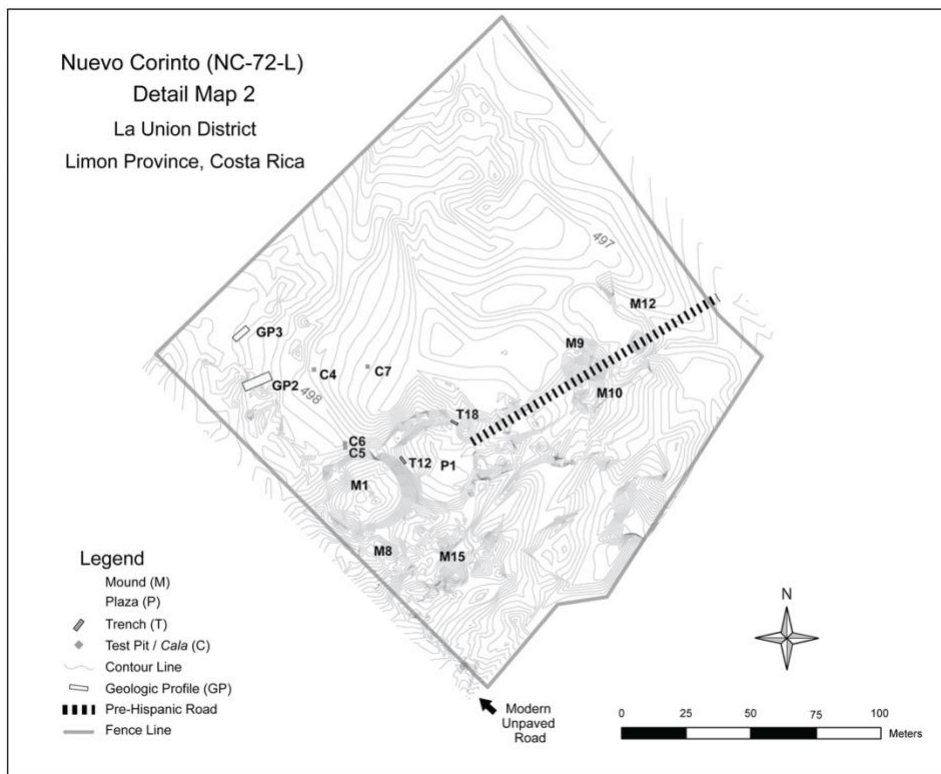 Nuevo Corinto (NC-72-L)
Detail Map 2
La Union District
Limon Province, Costa Rica
497
M12
GP3
M9
C4
C7
GP2
498
M10
T18
C6
C5
T12
P1
M1
M8
M15
Legend
Mound (M)
Plaza (P)
Trench (T)
Test Pit / Cala (C)
Contour Line
Geologic Profile (GP)
Pre-Hispanic Road
Fence Line
N
Modern
Unpaved
Road
0 25 50 75 100
Meters